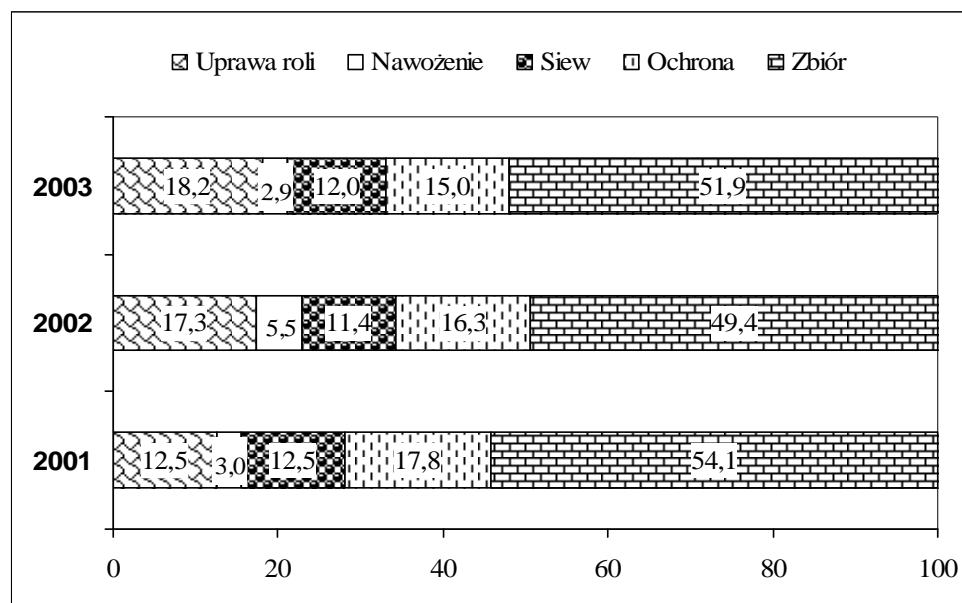 Uprawa roli Nawożenie Siew Ochrona Zbiór
2003 18,2 2,9 12,0 15,0 51,9
2002 17,3 5,5 11,4 16,3 49,4
2001 12,5 3,0 12,5 17,8 54,1
0 20 40 60 80 100